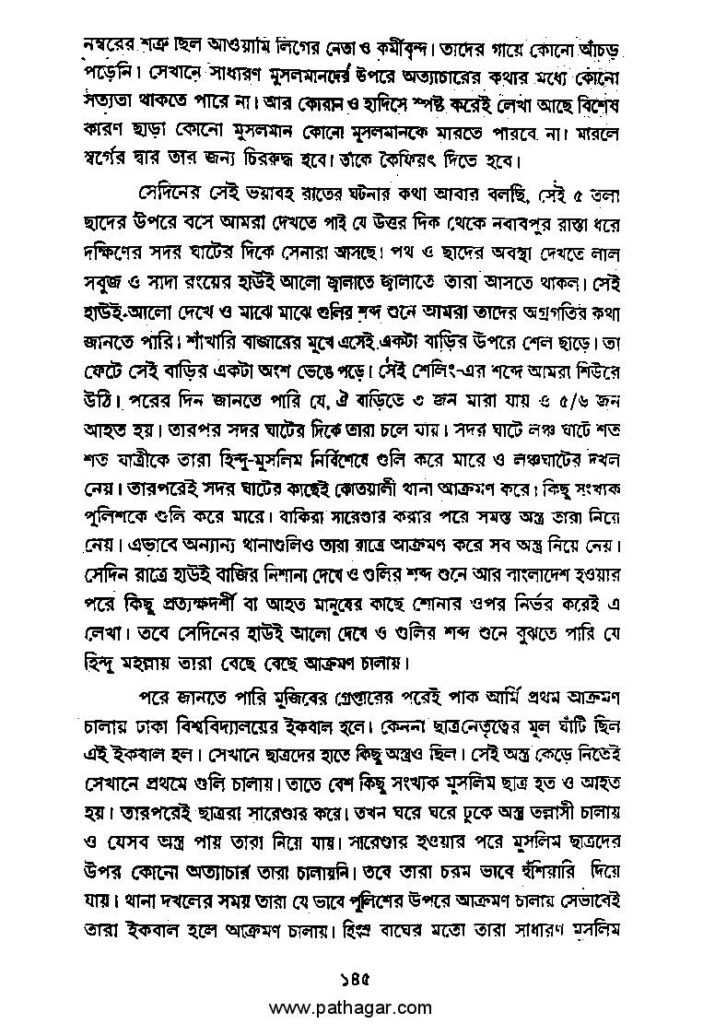 নম্বরের শত্রু ছিল আওয়ামি লিগের নেতা ও কর্মীবৃন্দ। তাদের গায়ে কোনো আঁচড়
পড়েনি। সেখানে সাধারণ মুসলমানদের উপরে অত্যাচারের কথার মধ্যে কোনো
সত্যতা থাকতে পারে না। আর কোরান ও হাদিসে স্পষ্ট করেই লেখা আছে বিশেষ
কারণ ছাড়া কোনো মুসলমান কোনো মুসলমানকে মারতে পারবে না। মারলে
স্বর্গের দ্বার তার জন্য চিররুদ্ধ হবে। তাঁকে কৈফিরৎ দিতে হবে।
সেদিনের সেই ভয়াবহ রাতের ঘটনার কথা আবার বলছি, সেই ৫ তলা
ছাদের উপরে বসে আমরা দেখতে পাই যে উত্তর দিক থেকে নবাবপুর রাস্তা ধরে
দক্ষিণের সদর ঘাটের দিকে সেনারা আসছে। পথ ও ছাদের অবস্থা দেখতে লাল
সবুজ ও সাদা রংয়ের হাউই আলো জ্বালাতে জ্বালাতে তারা আসতে থাকল। সেই
হাউই-আলো দেখে ও মাঝে মাঝে গুলির শব্দ শুনে আমরা তাদের অগ্রগতির কথা
জানতে পারি। শাঁখারি বাজারের মুখে এসেই একটা বাড়ির উপরে শেল ছাড়ে। তা
ফেটে সেই বাড়ির একটা অংশ ভেঙে পড়ে। সেই শেলিং-এর শব্দে আমরা শিউরে
উঠি। পরের দিন জানতে পারি যে, ঐ বাড়িতে ৩ জন মারা যায় ও ৫/৬ জন
আহত হয়। তারপর সদর ঘাটের দিকে তারা চলে যায়। সদর ঘাটে লঞ্চ ঘাটে শত
শত যাত্রীকে তারা হিন্দু-মুসলিম নির্বিশেষে গুলি করে মারে ও লঞ্চঘাটের দখল
নেয়। তারপরেই সদর ঘাটের কাছেই কোতয়ালী থানা আক্রমণ করে। কিছু সংখ্যক
পুলিশকে গুলি করে মারে। বাকিরা সারেণ্ডার করার পরে সমস্ত অস্ত্র তারা নিয়ে
নেয়। এভাবে অন্যান্য থানাগুলিও তারা রাত্রে আক্রমণ করে সব অস্ত্র নিয়ে নেয়।
সেদিন রাত্রে হাউই বাজির নিশানা দেখে ও গুলির শব্দ শুনে আর বাংলাদেশ হওয়ার
পরে কিছু প্রত্যক্ষদর্শী বা আহত মানুষের কাছে শোনার ওপর নির্ভর করেই এ
লেখা। তবে সেদিনের হাউই আলো দেখে ও গুলির শব্দ শুনে বুঝতে পারি যে
হিন্দু মহল্লায় তারা বেছে বেছে আক্রমণ চালায়।
পরে জানতে পারি মুজিবের গ্রেপ্তারের পরেই পাক আর্মি প্রথম আক্রমণ
চালায় ঢাকা বিশ্ববিদ্যালয়ের ইকবাল হলে। কেননা ছাত্রনেতৃত্বের মূল ঘাঁটি ছিল
এই ইকবাল হল। সেখানে ছাত্রদের হাতে কিছু অস্ত্রও ছিল। সেই অস্ত্র কেড়ে নিতেই
সেখানে প্রথমে গুলি চালায়। তাতে বেশ কিছু সংখ্যক মুসলিম ছাত্র হত ও আহত
হয়। তারপরেই ছাত্ররা সারেণ্ডার করে। তখন ঘরে ঘরে ঢুকে অস্ত্র তল্লাসী চালায়
ও যেসব অস্ত্র পায় তারা নিয়ে যায়। সারেণ্ডার হওয়ার পরে মুসলিম ছাত্রদের
উপর কোনো অত্যাচার তারা চালায়নি। তবে তারা চরম ভাবে হুঁশিয়ারি দিয়ে
যায়। থানা দখলের সময় তারা যে ভাবে পুলিশের উপরে আক্রমণ চালায় সেভাবেই
তারা ইকবাল হলে আক্রমণ চালায়। হিংস্র বাঘের মতো তারা সাধারণ মুসলিম
১৪৫
www.pathagar.com